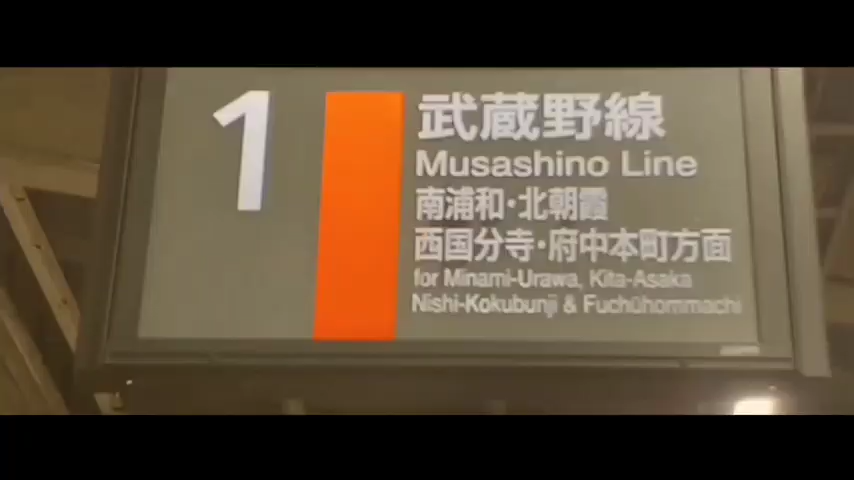 1
武蔵野線
Musashino Line
南浦和・北朝霞
西国分寺・府中本町方面
for Minami-Urawa, Kita-Asaka
Nishi-Kokubunji & Fuchūhommachi